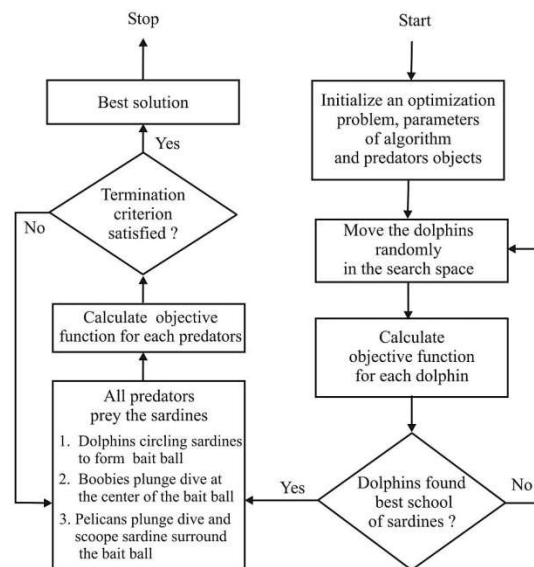 Start
Initialize an optimization
problem, parameters
of algorithm
and predators objects
Move the dolphins
randomly
in the search space
Calculate
objective function
for each dolphin
Dolphins found
best school
of sardines ?
No
Yes
All predators
prey the sardines
1. Dolphins circling sardines
to form bait ball
2. Boobies plunge dive at
the center of the bait ball
3. Pelicans plunge dive and
scoope sardine surround
the bait ball
Calculate objective
function for each predators
Termination
criterion
satisfied ?
No
Yes
Best solution
Stop